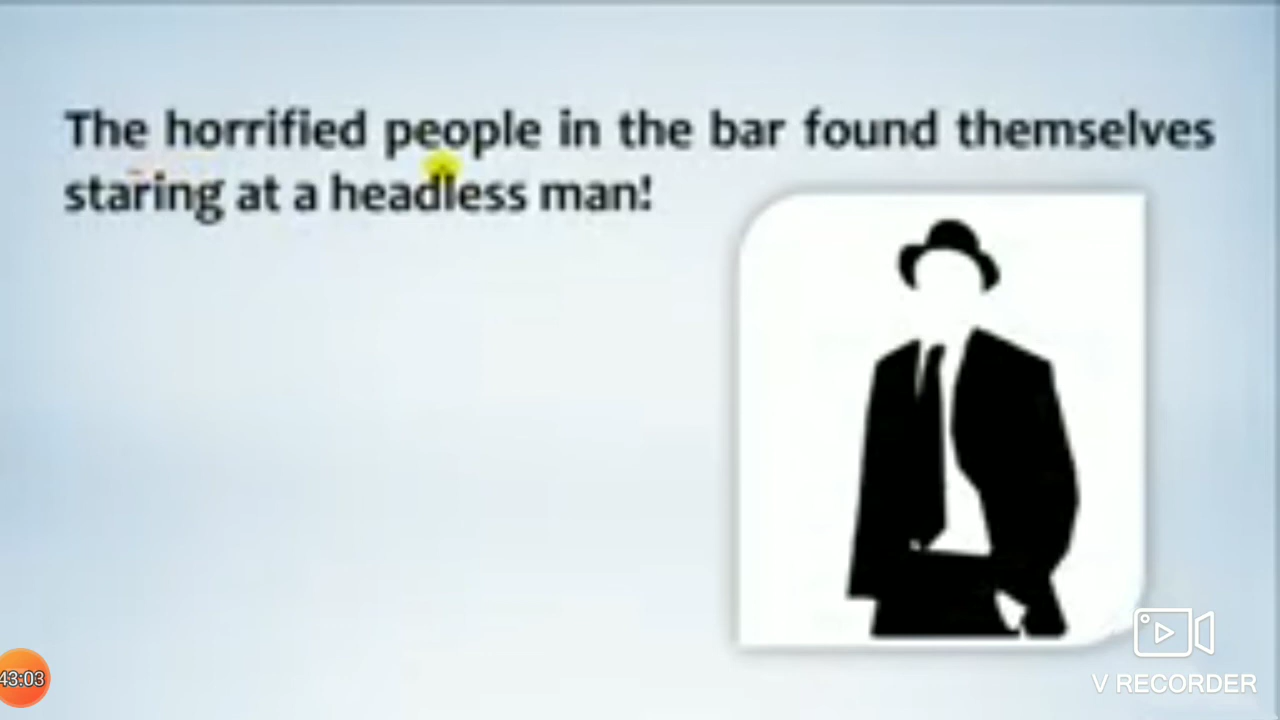 The horrified people in the bar found themselves
staring at a headless man!
43:03
V RECORDER